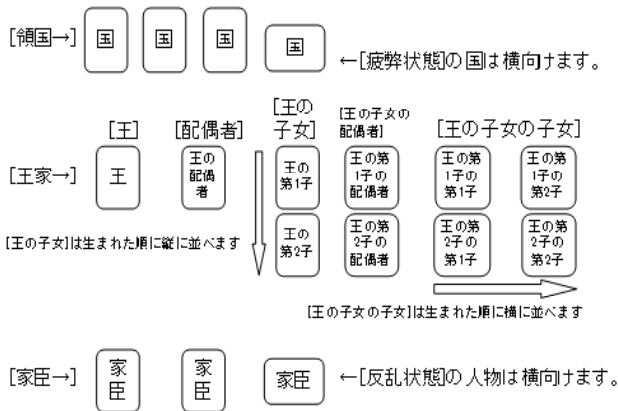 [領国→] 国 国 国 国 ←[疲弊状態]の国は横向けます。
[王] [配偶者] [王の子女] [王の子女の配偶者] [王の子女の子女]
[王家→] 王 王の配偶者 王の第1子 王の第1子の配偶者 王の第1子の第1子 王の第1子の第2子
王の第2子 王の第2子の配偶者 王の第2子の第1子 王の第2子の第2子
[王の子女]は生まれた順に縦に並べます
[王の子女の子女]は生まれた順に横に並べます
[家臣→] 家臣 家臣 家臣 ←[反乱状態]の人物は横向けます。